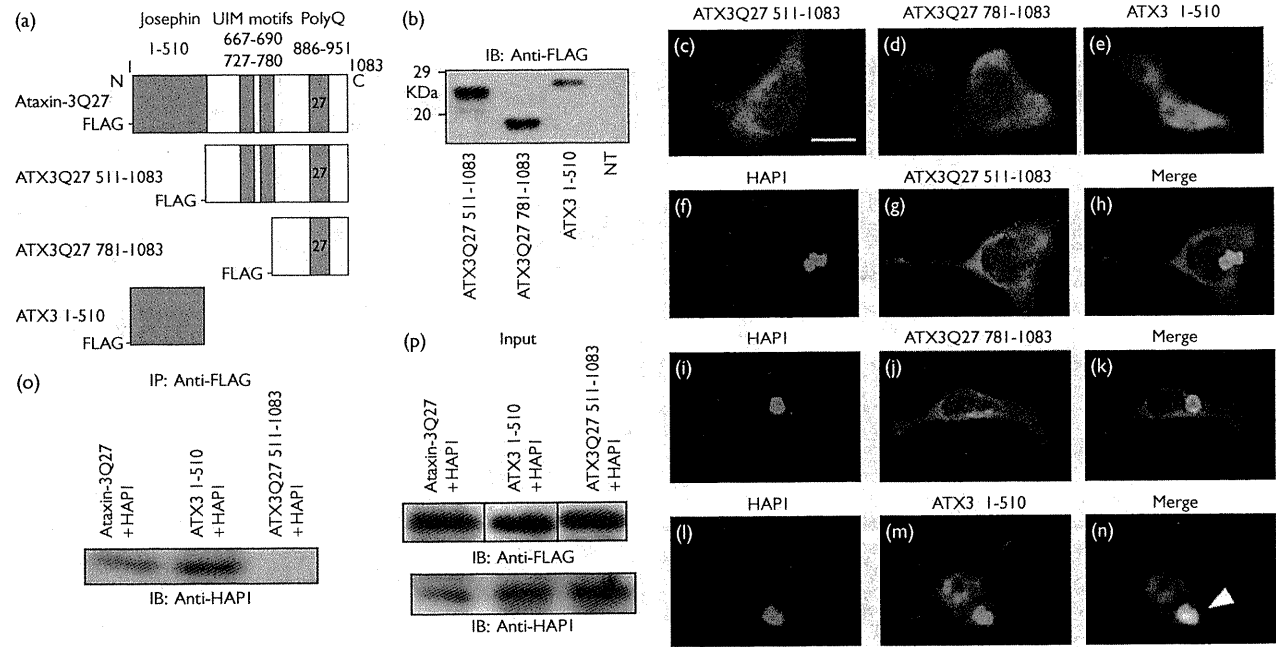 (a)
Josephin UIM motifs PolyQ
1-510 667-690 886-951
727-780
1 1083
N C
Ataxin-3Q27
27
FLAG
ATX3Q27 511-1083
27
FLAG
ATX3Q27 781-1083
27
FLAG
ATX3 1-510
FLAG
(b)
IB: Anti-FLAG
29
KDa
20
ATX3Q27 511-1083
ATX3Q27 781-1083
ATX3 1-510
NT
ATX3Q27 511-1083 ATX3Q27 781-1083 ATX3 1-510
(c) (d) (e)
HAP1 ATX3Q27 511-1083 Merge
(f) (g) (h)
HAP1 ATX3Q27 781-1083 Merge
(i) (j) (k)
HAP1 ATX3 1-510 Merge
(l) (m) (n)
(o)
IP: Anti-FLAG
Ataxin-3Q27
+HAP1
ATX3 1-510
+HAP1
ATX3Q27 511-1083
+HAP1
IB: Anti-HAP1
(p)
Input
Ataxin-3Q27
+HAP1
ATX3 1-510
+HAP1
ATX3Q27 511-1083
+HAP1
IB: Anti-FLAG
IB: Anti-HAP1